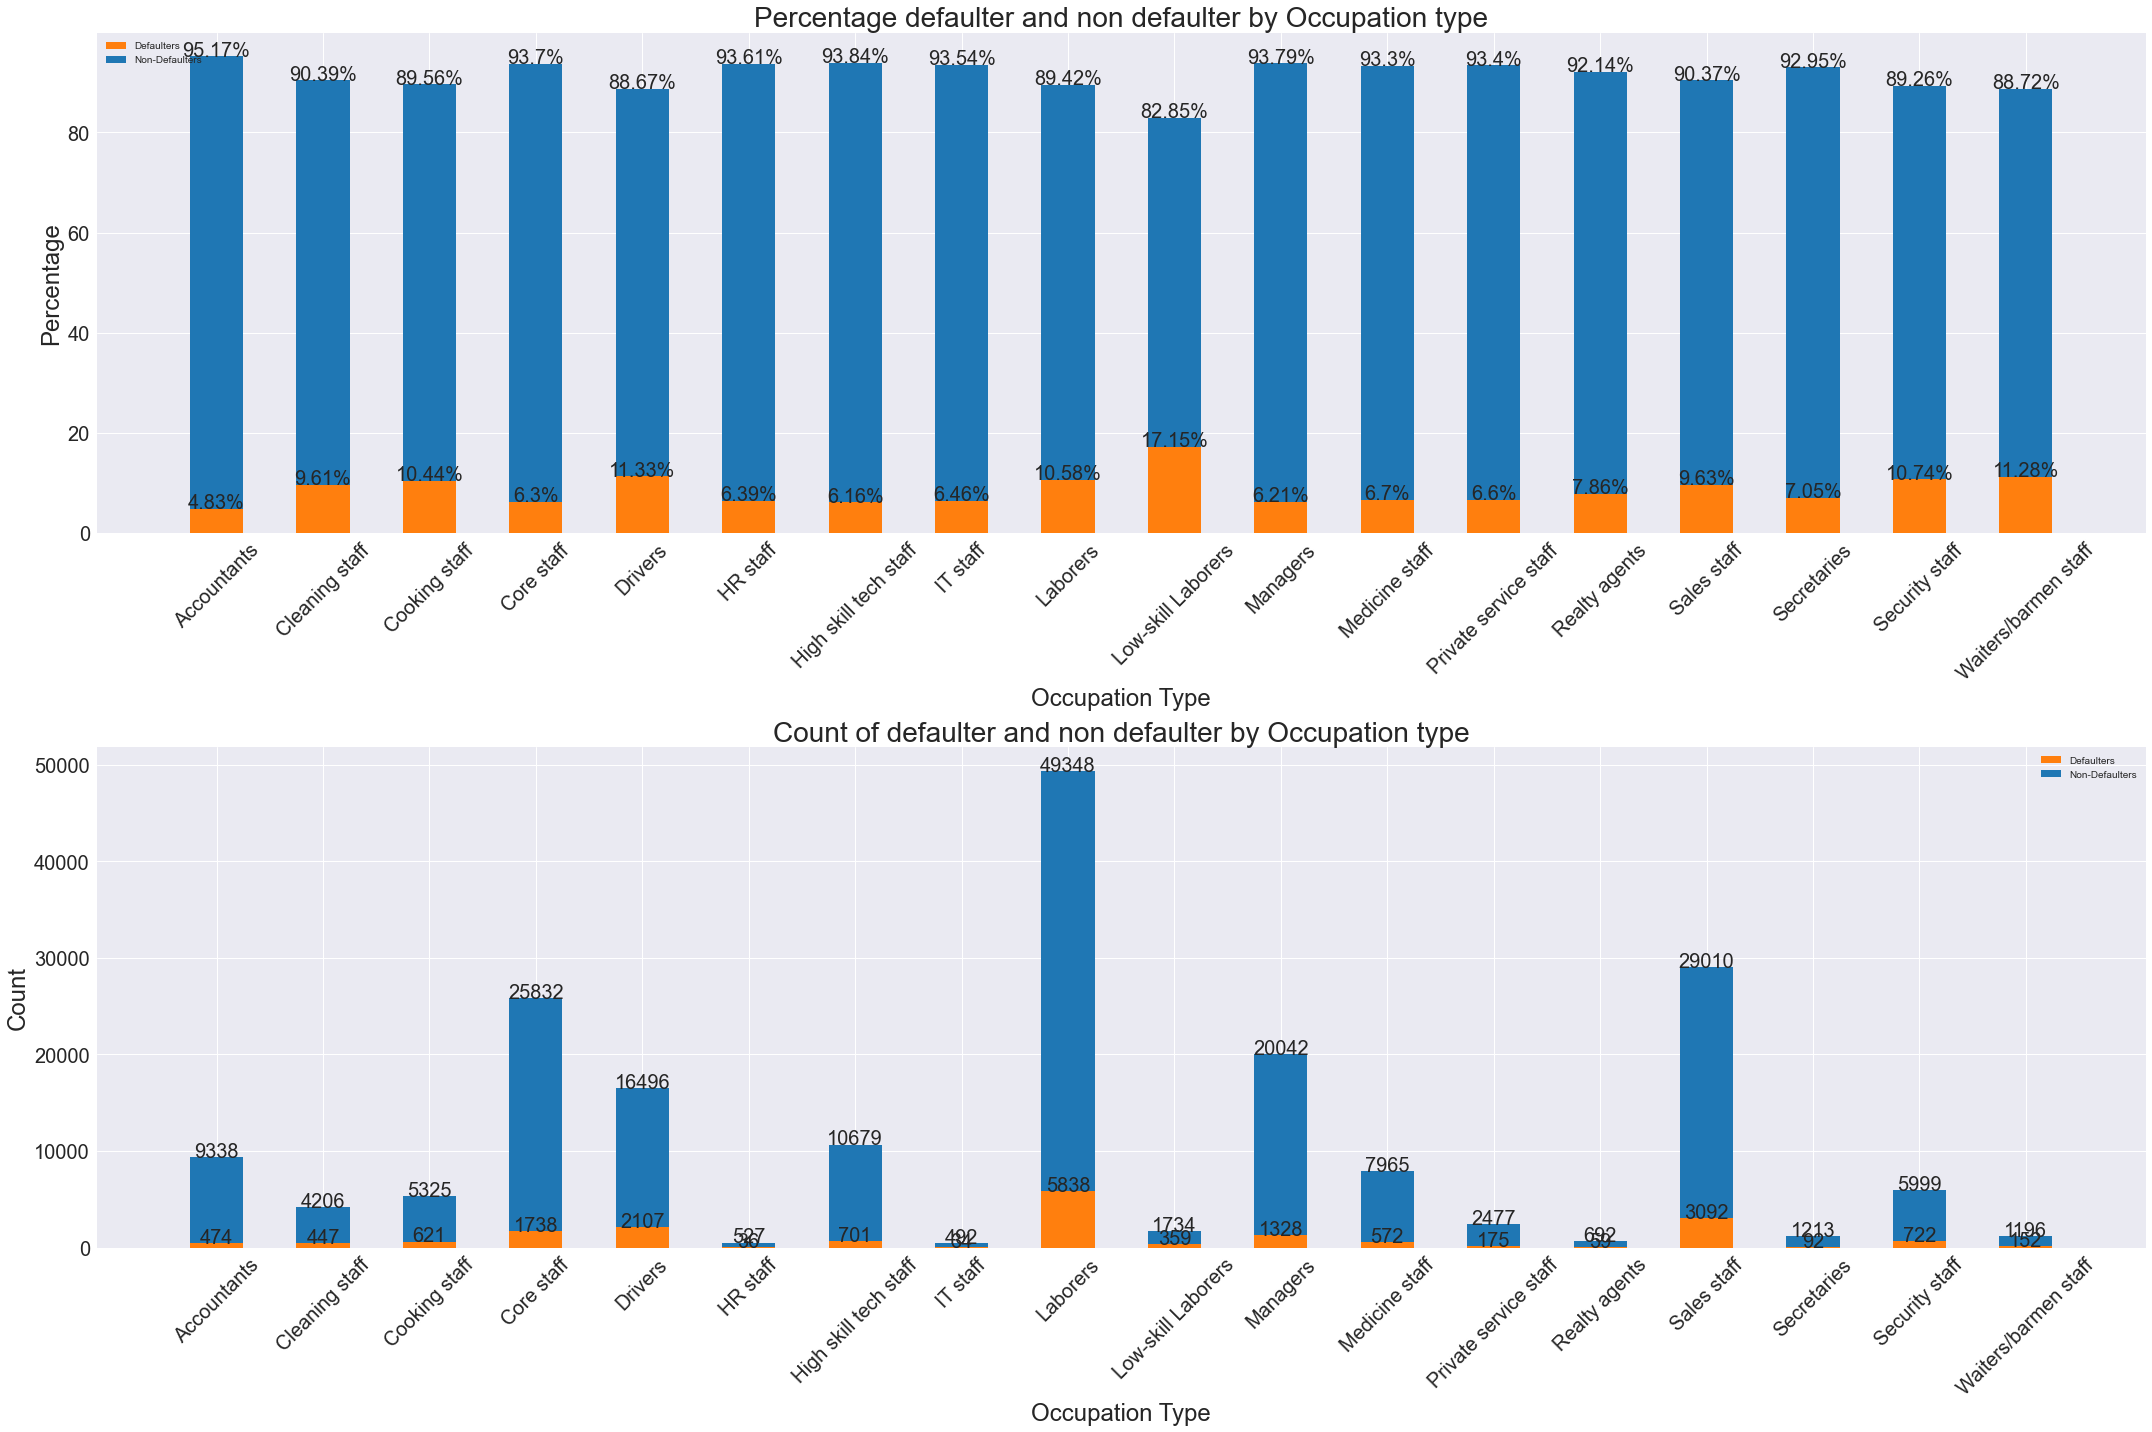 Percentage defaulter and non defaulter by Occupation type
Defaulters
Non-Defaulters
95.17% 90.39% 89.56% 93.7% 88.67% 93.61% 93.84% 93.54% 89.42% 82.85% 93.79% 93.3% 93.4% 92.14% 90.37% 92.95% 89.26% 88.72%
4.83% 9.61% 10.44% 6.3% 11.33% 6.39% 6.16% 6.46% 10.58% 17.15% 6.21% 6.7% 6.6% 7.86% 9.63% 7.05% 10.74% 11.28%
Percentage
80
60
40
20
0
Accountants
Cleaning staff
Cooking staff
Core staff
Drivers
HR staff
High skill tech staff
IT staff
Laborers
Low-skill Laborers
Managers
Medicine staff
Private service staff
Realty agents
Sales staff
Secretaries
Security staff
Waiters/barmen staff
Occupation Type
Count of defaulter and non defaulter by Occupation type
Defaulters
Non-Defaulters
9338 4206 5325 25832 16496 527 10679 492 49348 1734 20042 7965 2477 692 29010 1213 5999 1196
474 447 621 1738 2107 701 5838 359 1328 572 175 3092 92 722 152
Count
50000
40000
30000
20000
10000
0
Accountants
Cleaning staff
Cooking staff
Core staff
Drivers
HR staff
High skill tech staff
IT staff
Laborers
Low-skill Laborers
Managers
Medicine staff
Private service staff
Realty agents
Sales staff
Secretaries
Security staff
Waiters/barmen staff
Occupation Type